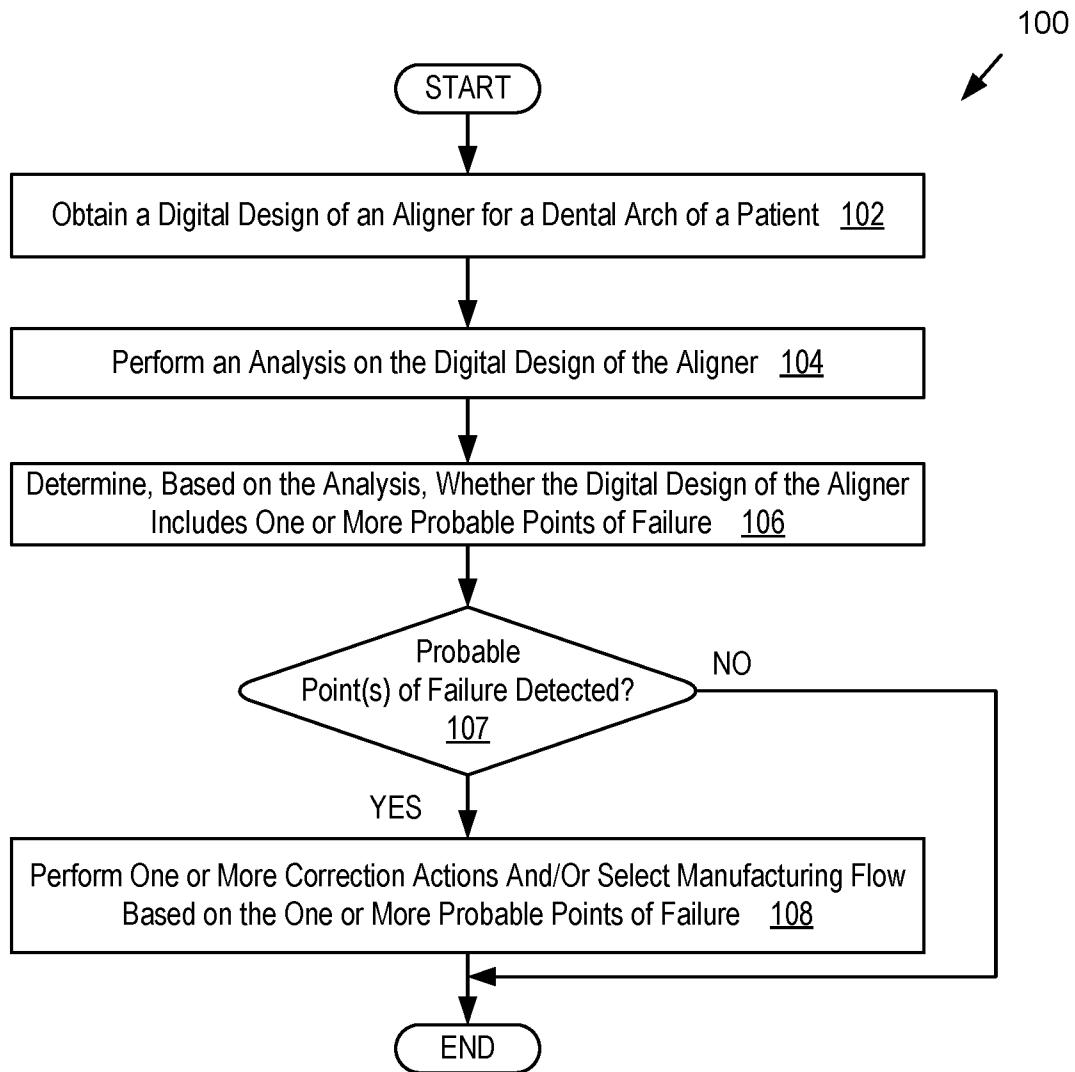 100
START
Obtain a Digital Design of an Aligner for a Dental Arch of a Patient 102
Perform an Analysis on the Digital Design of the Aligner 104
Determine, Based on the Analysis, Whether the Digital Design of the Aligner
Includes One or More Probable Points of Failure 106
Probable
Point(s) of Failure Detected?
107
NO
YES
Perform One or More Correction Actions And/Or Select Manufacturing Flow
Based on the One or More Probable Points of Failure 108
END